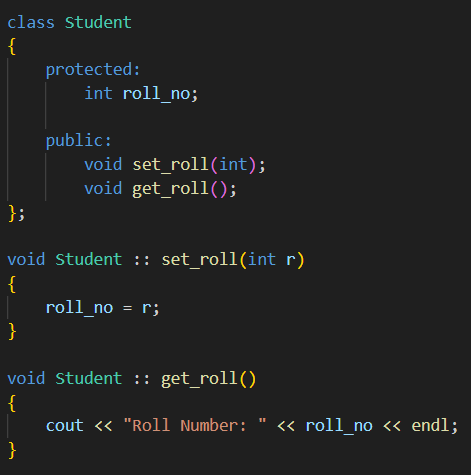 class Student
{
    protected:
        int roll_no;

    public:
        void set_roll(int);
        void get_roll();
};

void Student :: set_roll(int r)
{
    roll_no = r;
}

void Student :: get_roll()
{
    cout << "Roll Number: " << roll_no << endl;
}